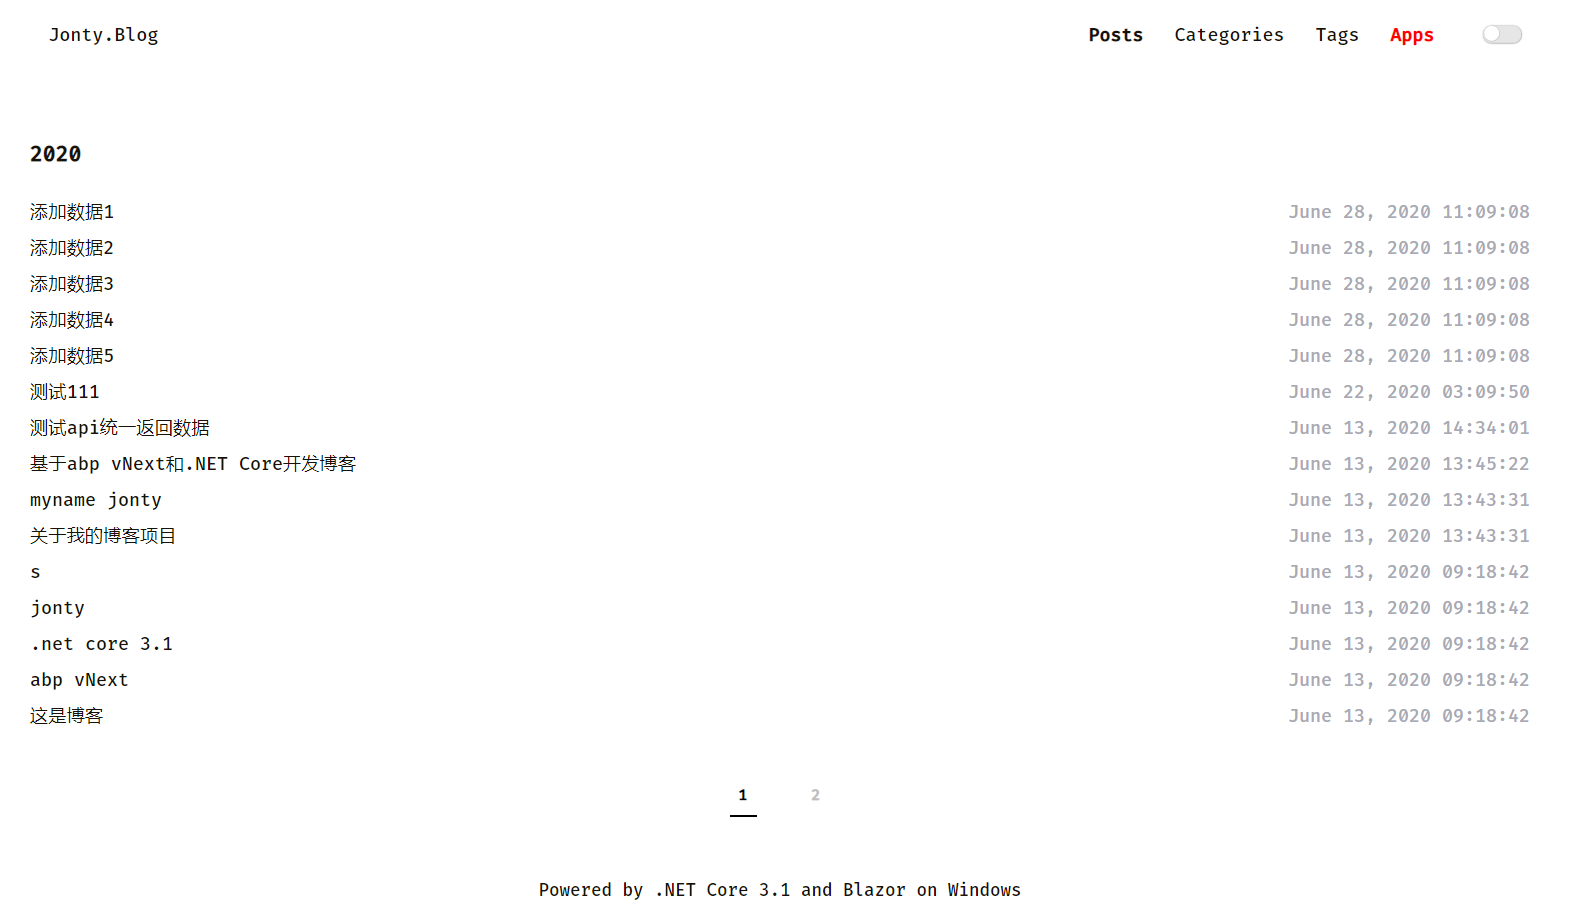 Jonty.Blog Posts Categories Tags Apps
2020
添加数据1 June 28, 2020 11:09:08
添加数据2 June 28, 2020 11:09:08
添加数据3 June 28, 2020 11:09:08
添加数据4 June 28, 2020 11:09:08
添加数据5 June 28, 2020 11:09:08
测试111 June 22, 2020 03:09:50
测试api统一返回数据 June 13, 2020 14:34:01
基于abp vNext和.NET Core开发博客 June 13, 2020 13:45:22
myname jonty June 13, 2020 13:43:31
关于我的博客项目 June 13, 2020 13:43:31
s June 13, 2020 09:18:42
jonty June 13, 2020 09:18:42
.net core 3.1 June 13, 2020 09:18:42
abp vNext June 13, 2020 09:18:42
这是博客 June 13, 2020 09:18:42
1 2
Powered by .NET Core 3.1 and Blazor on Windows